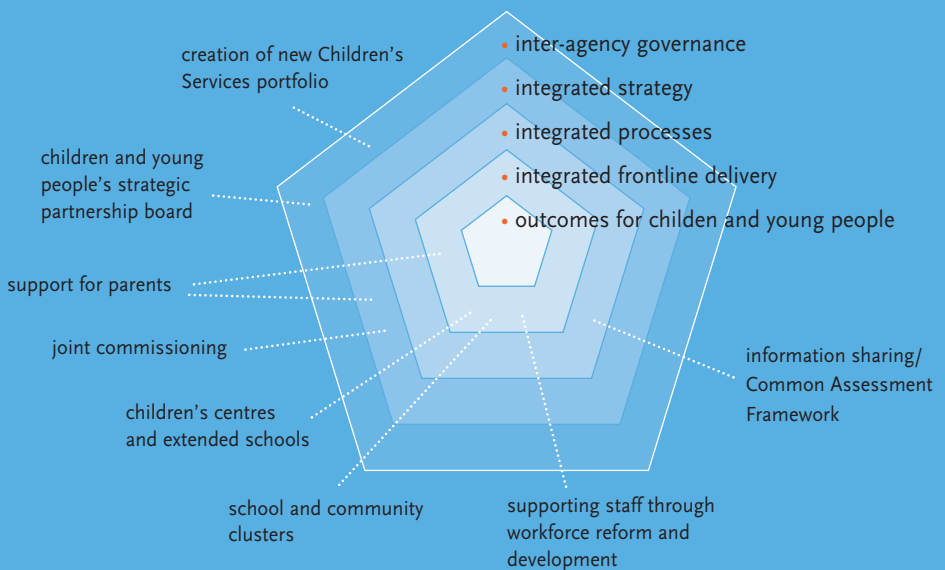 • inter-agency governance
• integrated strategy
• integrated processes
• integrated frontline delivery
• outcomes for childen and young people
creation of new Children's
Services portfolio
children and young
people's strategic
partnership board
support for parents
joint commissioning
children's centres
and extended schools
school and community
clusters
supporting staff through
workforce reform and
development
information sharing/
Common Assessment
Framework